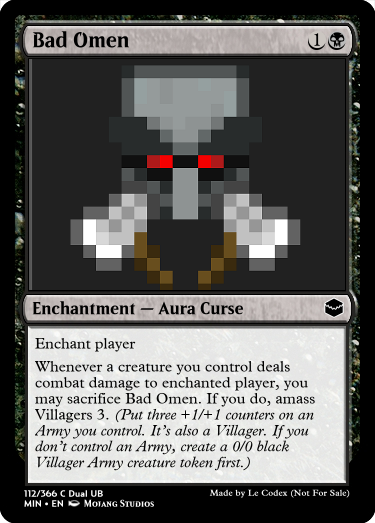 Bad Omen 1
Enchantment — Aura Curse
Enchant player
Whenever a creature you control deals
combat damage to enchanted player, you
may sacrifice Bad Omen. If you do, amass
Villagers 3. (Put three +1/+1 counters on an
Army you control. It's also a Villager. If you
don't control an Army, create a 0/0 black
Villager Army creature token first.)
112/366 C Dual UB Made by Le Codex (Not For Sale)
MIN • EN Mojang Studios